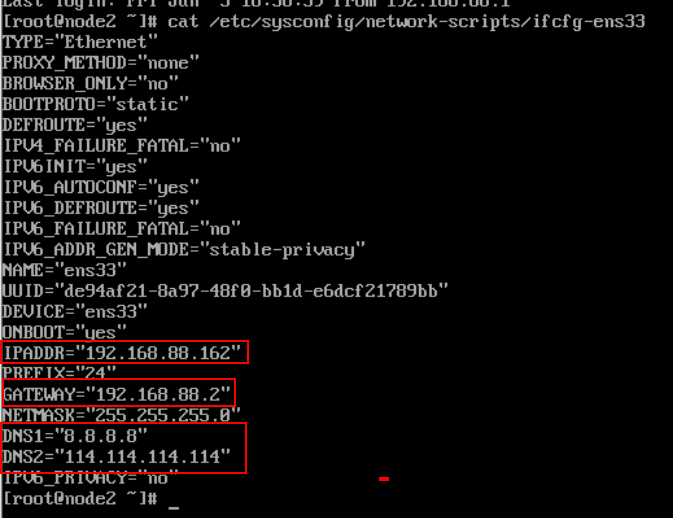 Last login: Fri Jan  5 10:30:39 from 192.168.88.1
[root@node2 ~]# cat /etc/sysconfig/network-scripts/ifcfg-ens33
TYPE="Ethernet"
PROXY_METHOD="none"
BROWSER_ONLY="no"
BOOTPROTO="static"
DEFROUTE="yes"
IPV4_FAILURE_FATAL="no"
IPV6INIT="yes"
IPV6_AUTOCONF="yes"
IPV6_DEFROUTE="yes"
IPV6_FAILURE_FATAL="no"
IPV6_ADDR_GEN_MODE="stable-privacy"
NAME="ens33"
UUID="de94af21-8a97-48f0-bb1d-e6dcf21789bb"
DEVICE="ens33"
ONBOOT="yes"
IPADDR="192.168.88.162"
PREFIX="24"
GATEWAY="192.168.88.2"
NETMASK="255.255.255.0"
DNS1="8.8.8.8"
DNS2="114.114.114.114"
IPV6_PRIVACY="no"
[root@node2 ~]# _